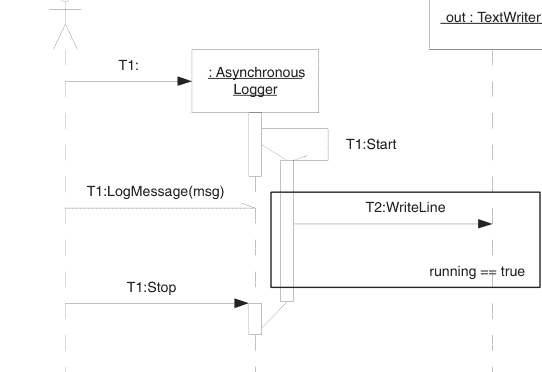 out : TextWriter
T1:
: Asynchronous
Logger
T1:Start
T1:LogMessage(msg)
T2:WriteLine
running == true
T1:Stop